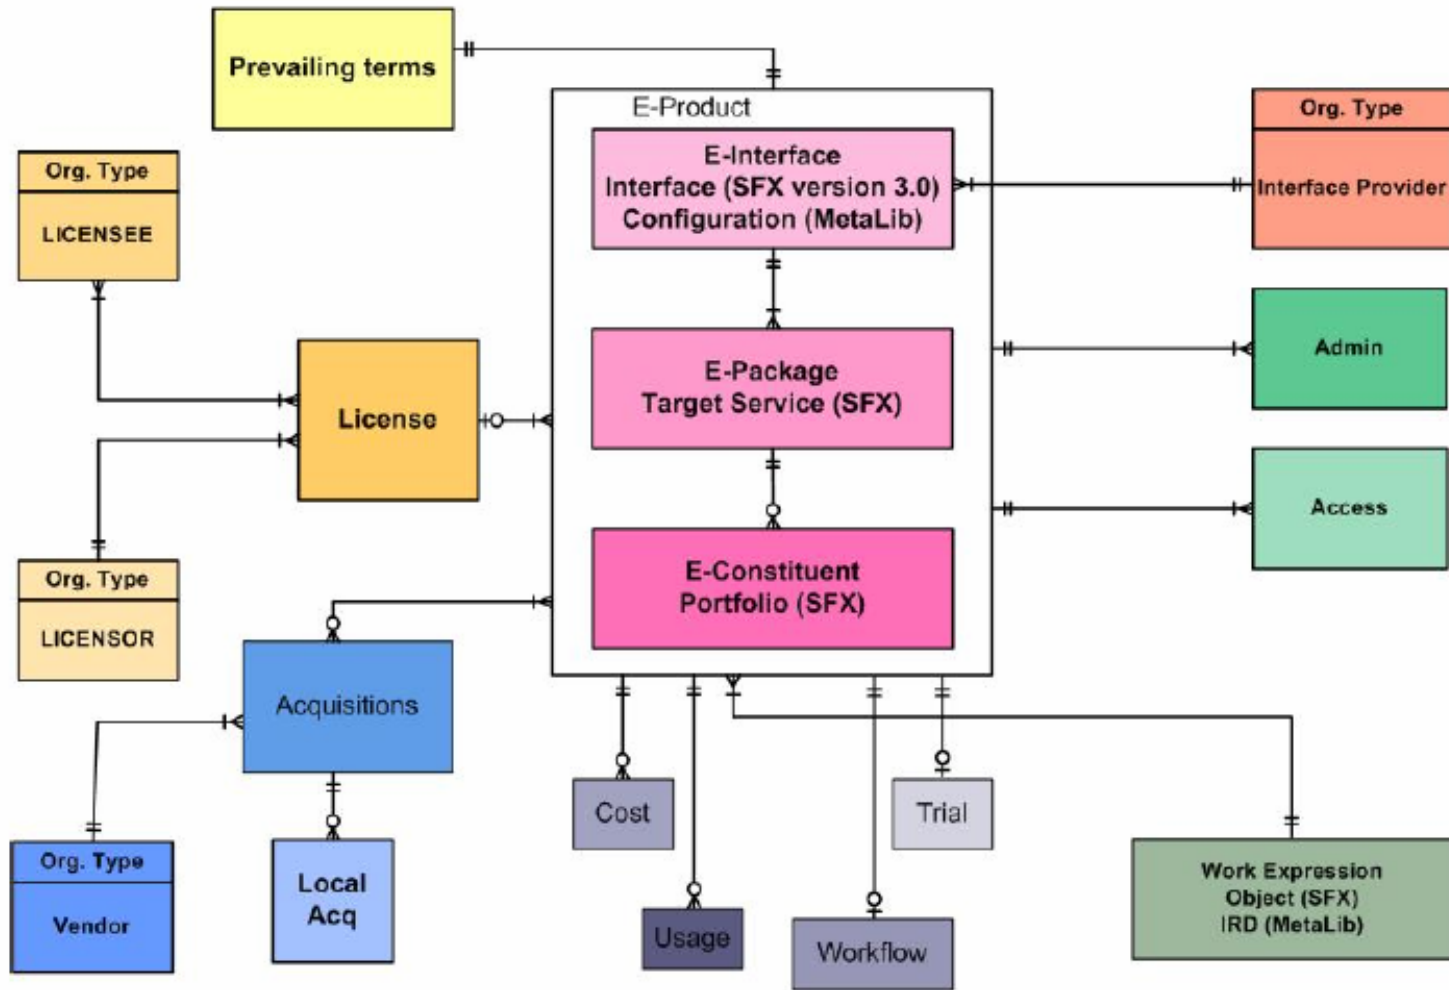 Prevailing terms
E-Product
E-Interface
Interface (SFX version 3.0)
Configuration (MetaLib)
Org. Type
Interface Provider
Org. Type
LICENSEE
Admin
E-Package
Target Service (SFX)
License
Access
E-Constituent
Portfolio (SFX)
Org. Type
LICENSOR
Acquisitions
Cost
Trial
Org. Type
Vendor
Local
Acq
Usage
Workflow
Work Expression
Object (SFX)
IRD (MetaLib)